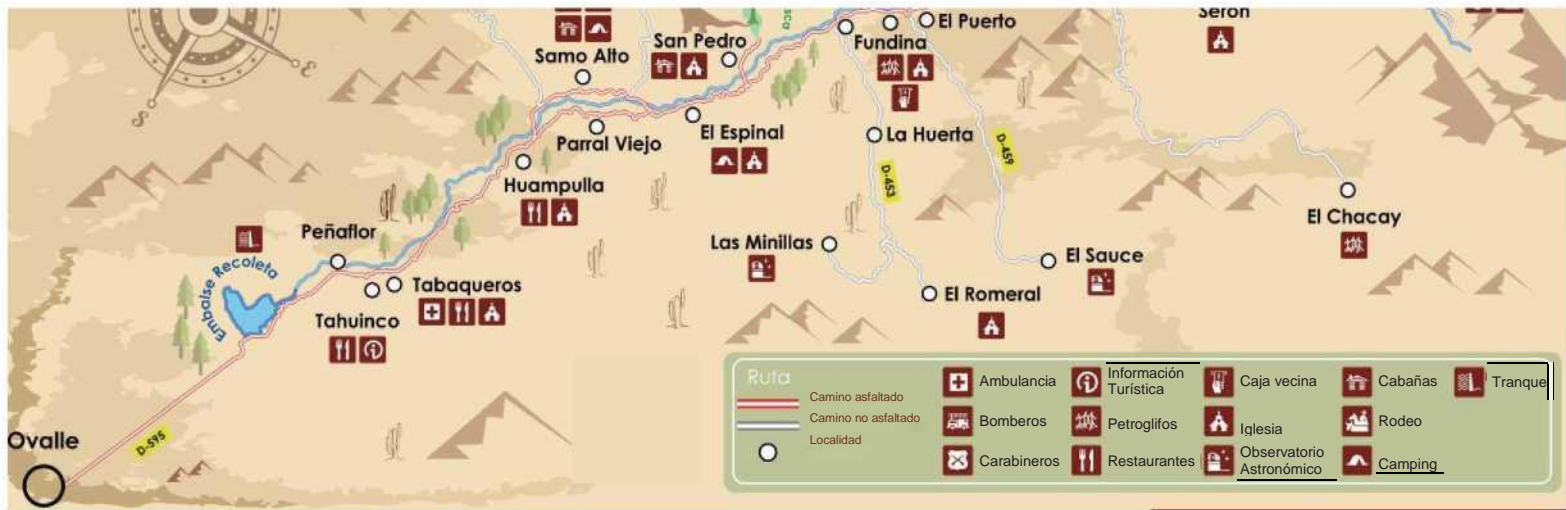 El Puerto
Serón
Samo Alto
San Pedro
Fundina
E
S
Parral Viejo
El Espinal
La Huerta
D-459
D-453
Huampulla
El Chacay
Peñaflor
Las Minillas
El Sauce
Embalse Recoleta
Tabaqueros
El Romeral
Tahuinco
Ovalle
D-595
Ruta
Camino asfaltado
Camino no asfaltado
Localidad
Ambulancia
Bomberos
Carabineros
Información
Turística
Petroglifos
Restaurantes
Caja vecina
Iglesia
Observatorio
Astronómico
Cabañas
Rodeo
Camping
Tranque